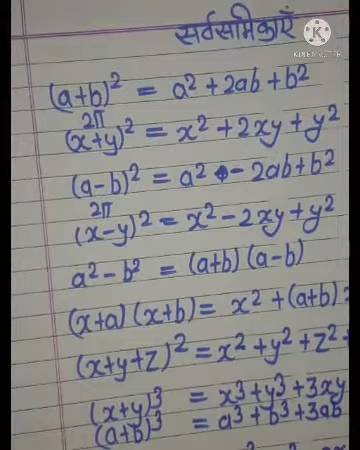 सर्वसमिकाएँ
KINEMASTER
(a+b)² = a²+2ab+b²
या
(x+y)² = x²+2xy+y²
(a-b)² = a² - 2ab+b²
या
(x-y)² = x²-2xy+y²
a²-b² = (a+b) (a-b)
(x+a) (x+b) = x²+(a+b)
(x+y+z)² = x²+y²+z²+
(x+y)³ = x³+y³+3xy
(a+b)³ = a³+b³+3ab